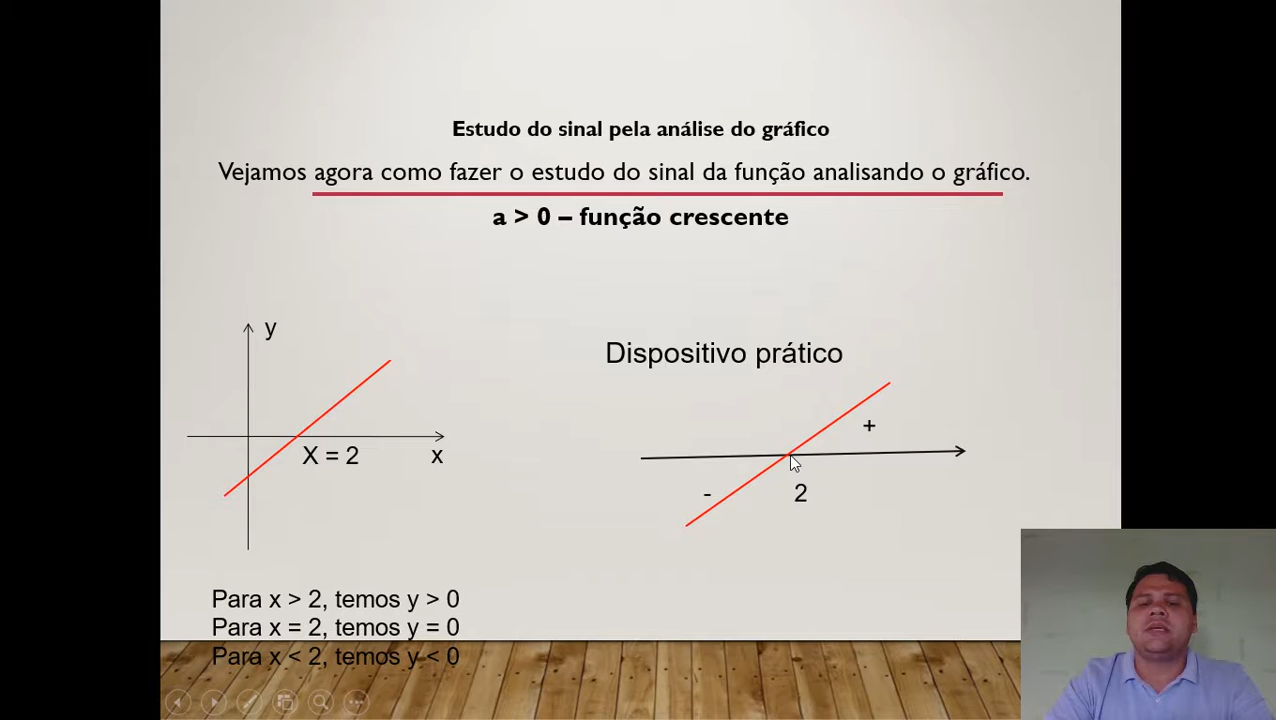 Estudo do sinal pela análise do gráfico
Vejamos agora como fazer o estudo do sinal da função analisando o gráfico.
a > 0 – função crescente
y
X = 2
x
Dispositivo prático
+
-
2
Para x > 2, temos y > 0
Para x = 2, temos y = 0
Para x < 2, temos y < 0